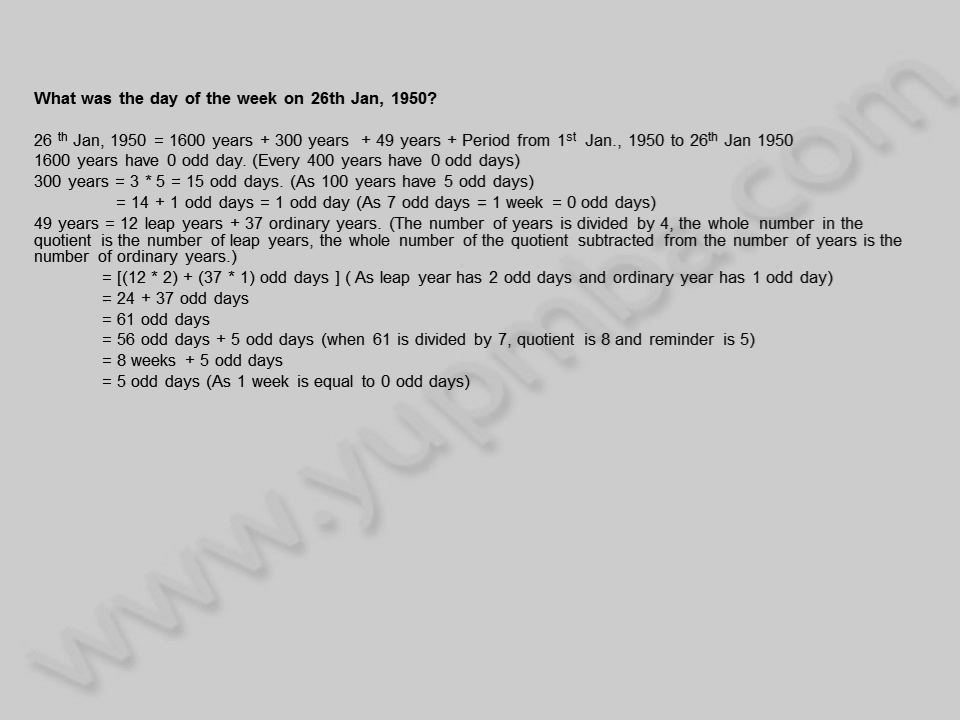 What was the day of the week on 26th Jan, 1950?
26 th Jan, 1950 = 1600 years + 300 years + 49 years + Period from 1st Jan., 1950 to 26th Jan 1950
1600 years have 0 odd day. (Every 400 years have 0 odd days)
300 years = 3 * 5 = 15 odd days. (As 100 years have 5 odd days)
= 14 + 1 odd days = 1 odd day (As 7 odd days = 1 week = 0 odd days)
49 years = 12 leap years + 37 ordinary years. (The number of years is divided by 4, the whole number in the
quotient is the number of leap years, the whole number of the quotient subtracted from the number of years is the
number of ordinary years.)
= [(12 * 2) + (37 * 1) odd days ] ( As leap year has 2 odd days and ordinary year has 1 odd day)
= 24 + 37 odd days
= 61 odd days
= 56 odd days + 5 odd days (when 61 is divided by 7, quotient is 8 and reminder is 5)
= 8 weeks + 5 odd days
= 5 odd days (As 1 week is equal to 0 odd days)
www.yupmba.com